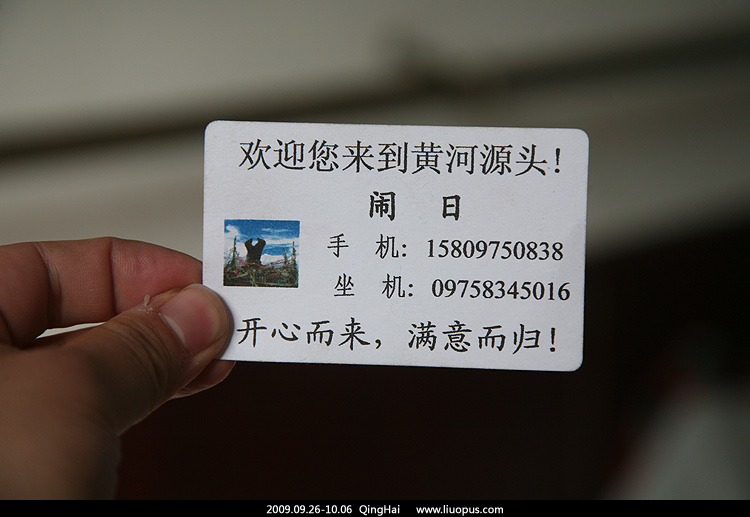 欢迎您来到黄河源头!
闹 日
手 机: 15809750838
坐 机: 09758345016
开心而来, 满意而归!
2009.09.26-10.06 QingHai www.liuopus.com